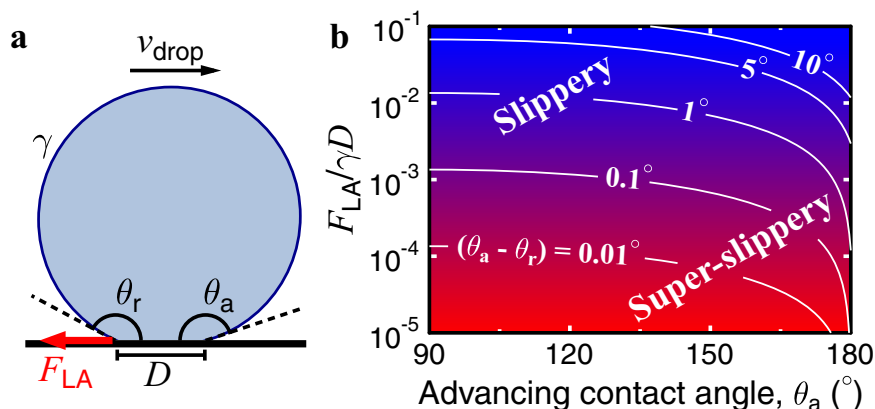 a
v_drop
γ
θ_r
θ_a
F_LA
D
b
F_LA/γD
10^-1
10^-2
10^-3
10^-4
10^-5
Slippery
10°
5°
1°
0.1°
(θ_a - θ_r) = 0.01°
Super-slippery
90
120
150
180
Advancing contact angle, θ_a (°)